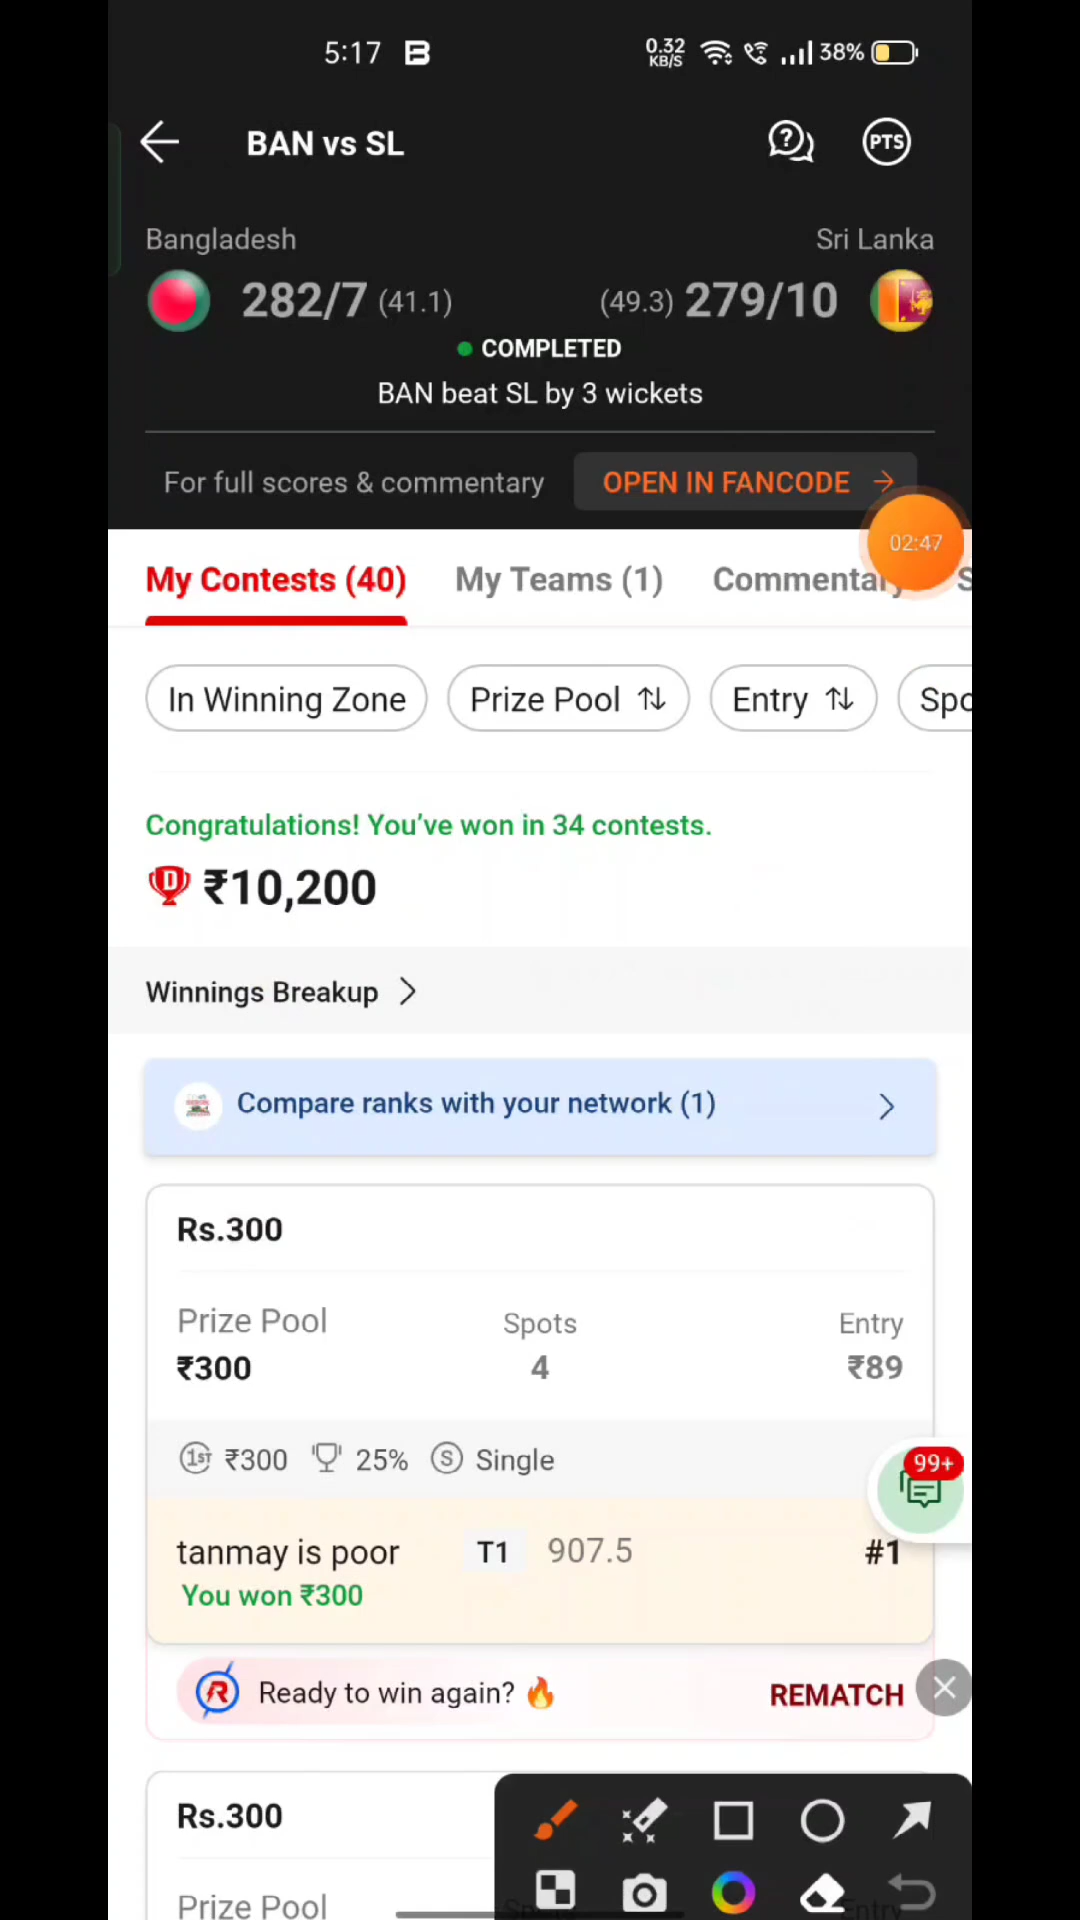 5:17
0.32 KB/S
38%
BAN vs SL
PTS
Bangladesh
Sri Lanka
282/7 (41.1)
(49.3) 279/10
COMPLETED
BAN beat SL by 3 wickets
For full scores & commentary
OPEN IN FANCODE
02:47
My Contests (40)
My Teams (1)
In Winning Zone
Prize Pool
Entry
Congratulations! You've won in 34 contests.
D
₹10,200
Winnings Breakup
Compare ranks with your network (1)
Rs.300
Prize Pool
Spots
Entry
₹300
4
₹89
1ST ₹300
25%
S Single
99+
tanmay is poor
T1
907.5
#1
You won ₹300
R
Ready to win again? 🔥
REMATCH
Rs.300
Prize Pool
Entry